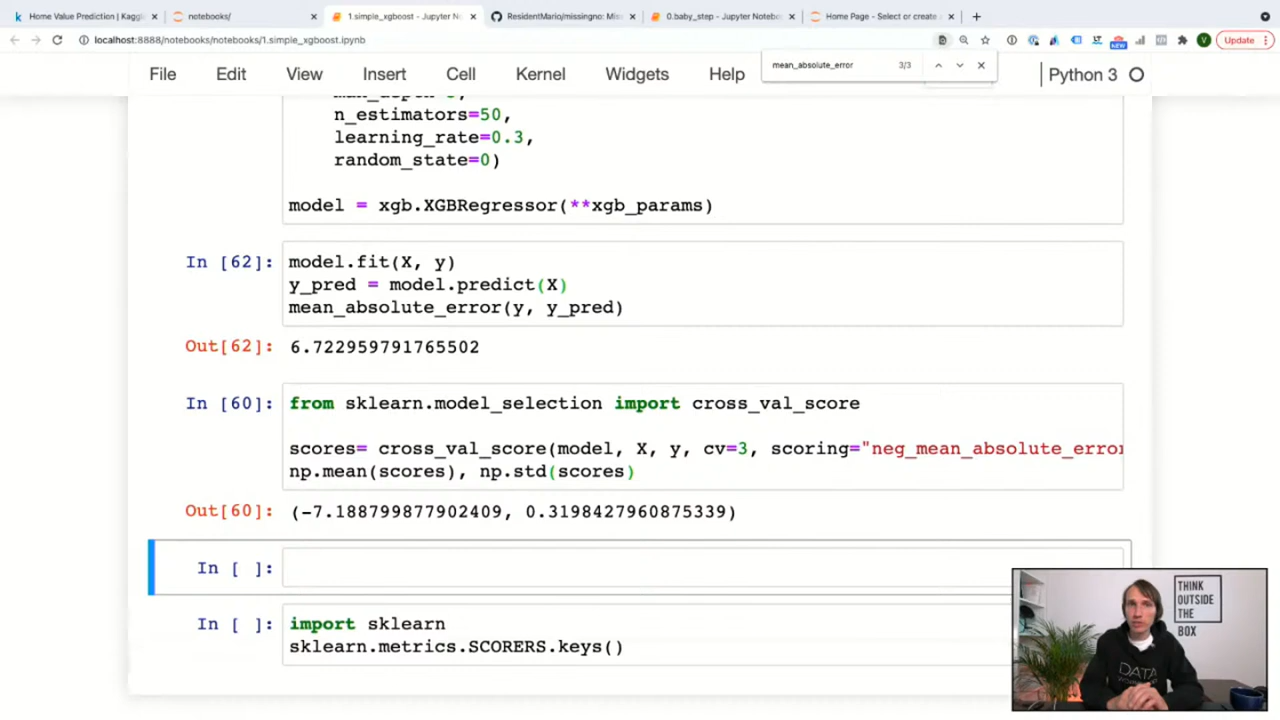 Home Value Prediction | Kaggl
notebooks/
1.simple_xgboost - Jupyter No
ResidentMario/missingno: Mis
0.baby_step - Jupyter Notebo
Home Page - Select or create
localhost:8888/notebooks/notebooks/1.simple_xgboost.ipynb
NEW
Update
mean_absolute_error 3/3
File Edit View Insert Cell Kernel Widgets Help
Python 3
n_estimators=50,
learning_rate=0.3,
random_state=0)
model = xgb.XGBRegressor(**xgb_params)
In [62]: model.fit(X, y)
y_pred = model.predict(X)
mean_absolute_error(y, y_pred)
Out[62]: 6.722959791765502
In [60]: from sklearn.model_selection import cross_val_score
scores= cross_val_score(model, X, y, cv=3, scoring="neg_mean_absolute_error
np.mean(scores), np.std(scores)
Out[60]: (-7.188799877902409, 0.3198427960875339)
In [ ]:
In [ ]: import sklearn
sklearn.metrics.SCORERS.keys()
THINK
OUTSIDE
THE
BOX
DATA